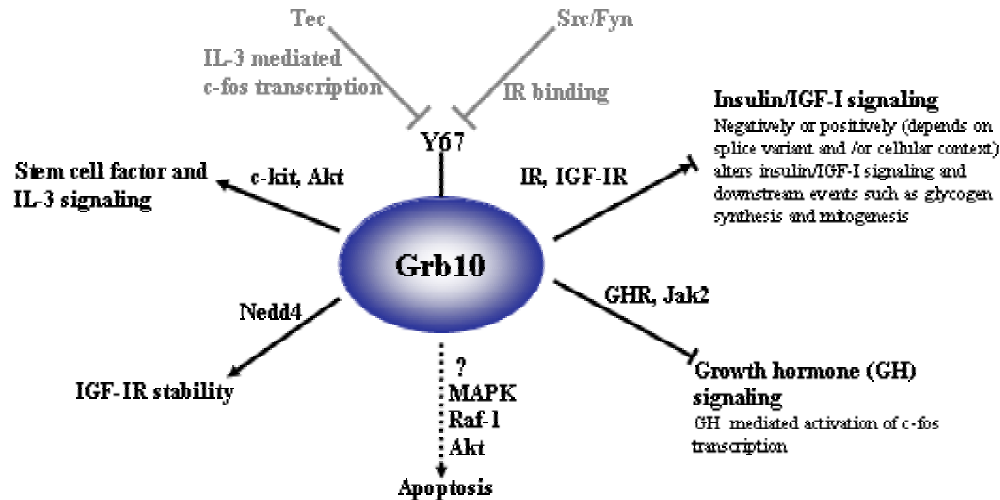 Tec
Src/Fyn
IL-3 mediated
c-fos transcription
IR binding
Y67
Insulin/IGF-I signaling
Negatively or positively (depends on
splice variant and /or cellular context)
alters insulin/IGF-I signaling and
downstream events such as glycogen
synthesis and mitogenesis
Stem cell factor and
IL-3 signaling
c-kit, Akt
IR, IGF-IR
Grb10
Nedd4
GHR, Jak2
IGF-IR stability
?
MAPK
Raf-1
Akt
Growth hormone (GH)
signaling
GH mediated activation of c-fos
transcription
Apoptosis